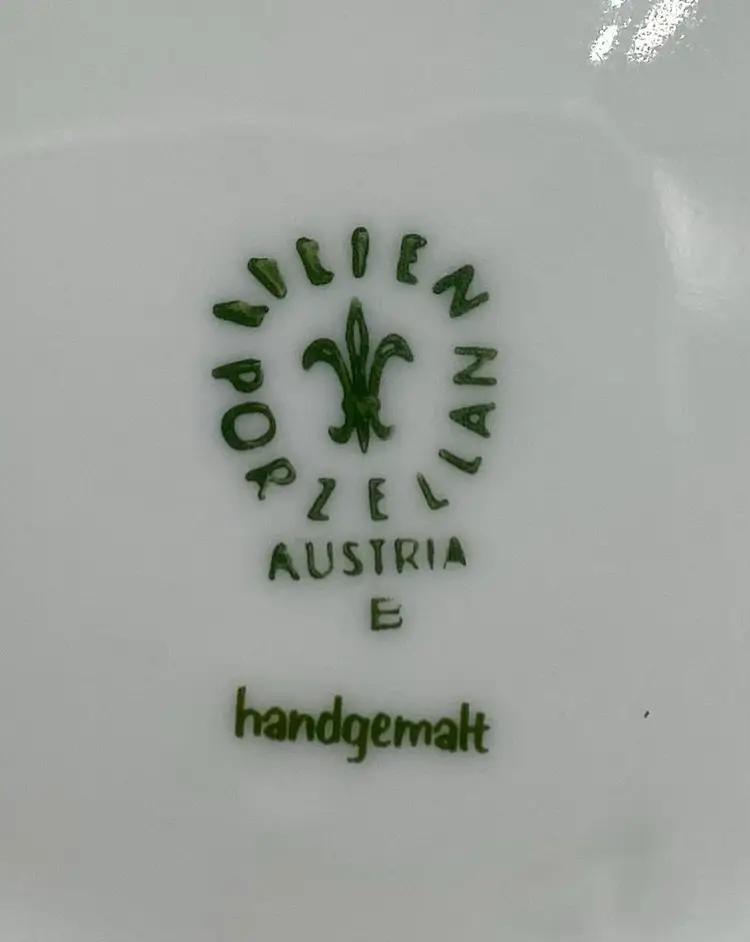 LILIEN
PORZELLAN
AUSTRIA
E
handgemalt